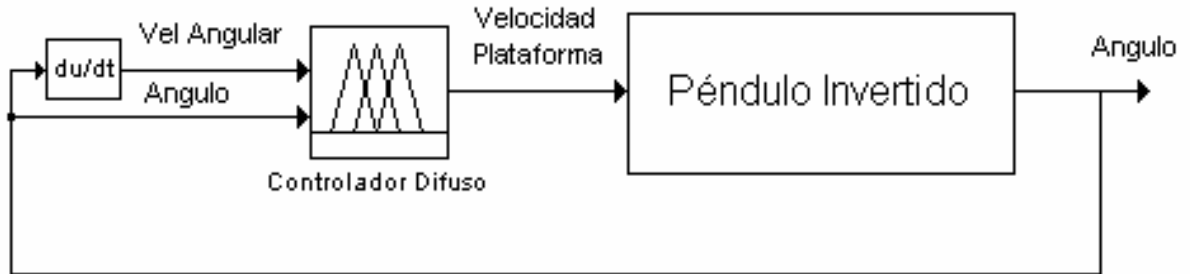 Vel Angular
du/dt
Angulo
Controlador Difuso
Velocidad
Plataforma
Péndulo Invertido
Angulo